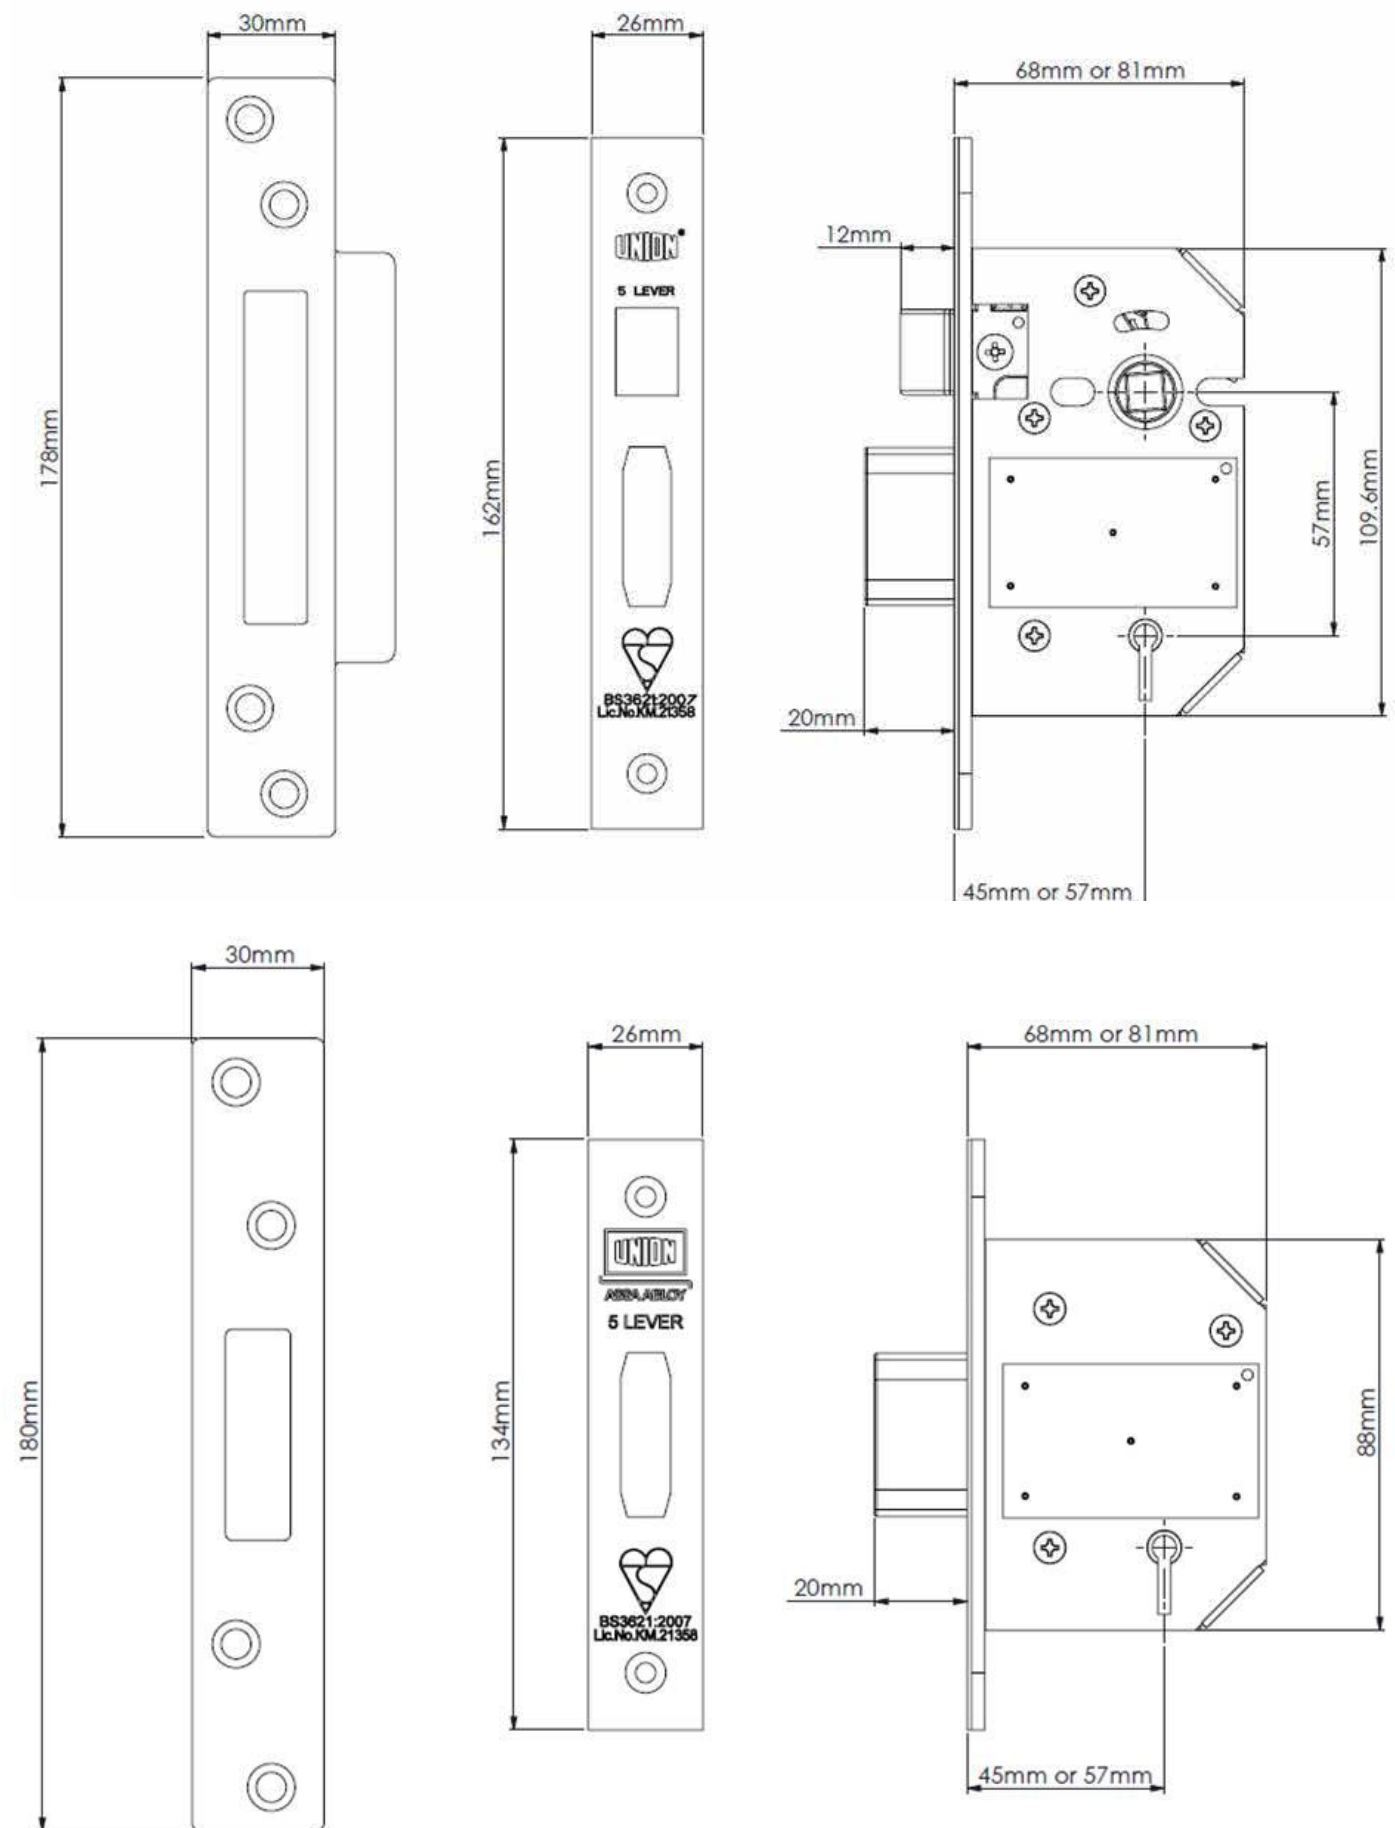 30mm
26mm
68mm or 81mm
12mm
UNION
5 LEVER
178mm
162mm
57mm
109.6mm
BS3621:2007
Lic.No.KM.21358
20mm
45mm or 57mm
30mm
26mm
68mm or 81mm
UNION
ASSA ABLOY
5 LEVER
180mm
134mm
88mm
20mm
BS3621:2007
Lic.No.KM.21358
45mm or 57mm